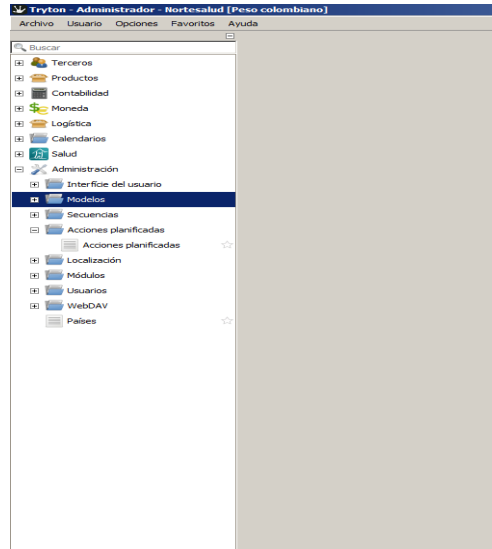 Tryton - Administrador - Nortesalud [Peso colombiano]
Archivo Usuario Opciones Favoritos Ayuda
Buscar
Terceros
Productos
Contabilidad
Moneda
Logística
Calendarios
Salud
Administración
Interfície del usuario
Modelos
Secuencias
Acciones planificadas
Acciones planificadas
Localización
Módulos
Usuarios
WebDAV
Países